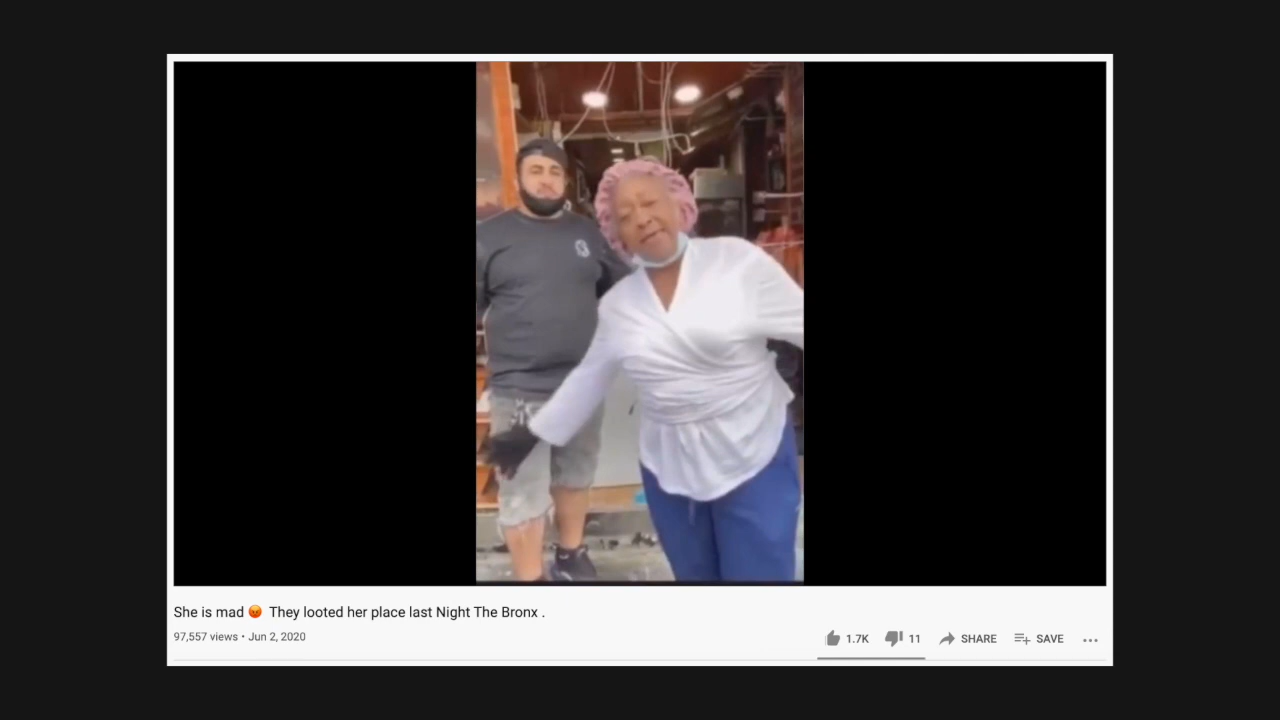 She is mad 😡 They looted her place last Night The Bronx .
97,557 views • Jun 2, 2020
1.7K 11 SHARE SAVE ...